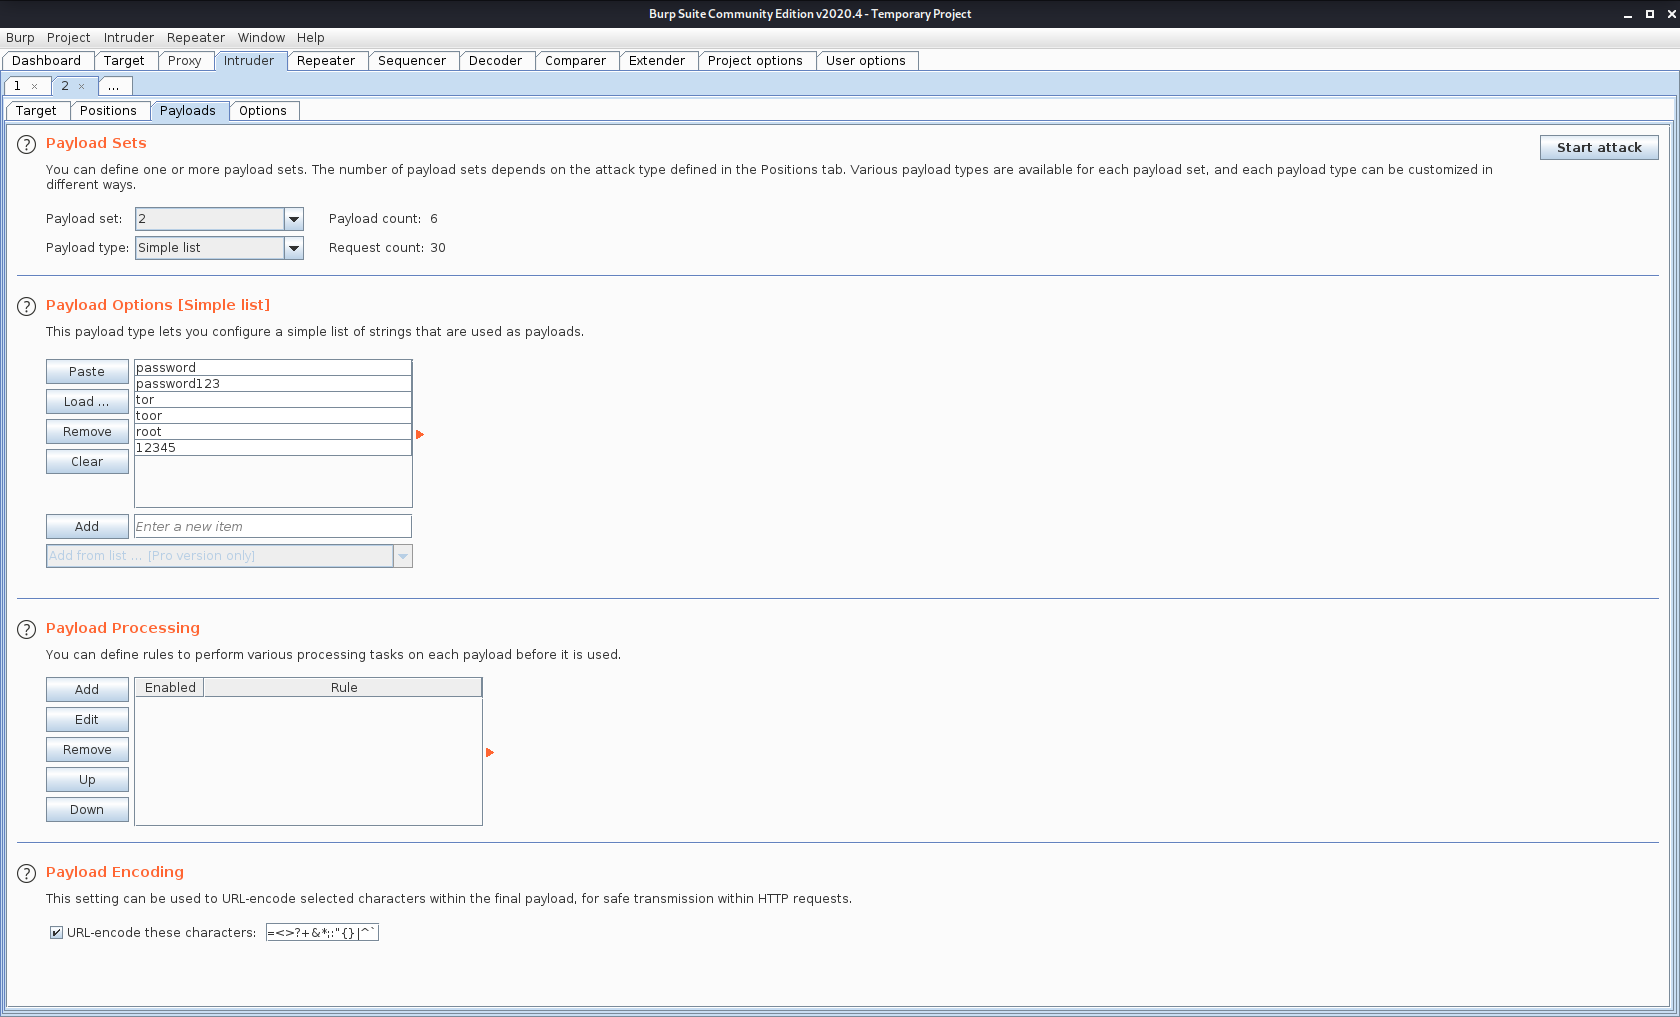 Burp Suite Community Edition v2020.4 - Temporary Project
Burp Project Intruder Repeater Window Help
Dashboard Target Proxy Intruder Repeater Sequencer Decoder Comparer Extender Project options User options
1 × 2 × ...
Target Positions Payloads Options
? Payload Sets
Start attack
You can define one or more payload sets. The number of payload sets depends on the attack type defined in the Positions tab. Various payload types are available for each payload set, and each payload type can be customized in
different ways.
Payload set: 2 Payload count: 6
Payload type: Simple list Request count: 30
? Payload Options [Simple list]
This payload type lets you configure a simple list of strings that are used as payloads.
Paste
Load ...
Remove
Clear
password
password123
tor
toor
root
12345
Add Enter a new item
Add from list ... [Pro version only]
? Payload Processing
You can define rules to perform various processing tasks on each payload before it is used.
Add
Edit
Remove
Up
Down
Enabled Rule
? Payload Encoding
This setting can be used to URL-encode selected characters within the final payload, for safe transmission within HTTP requests.
URL-encode these characters: =<>?+&*;:"{}|^`